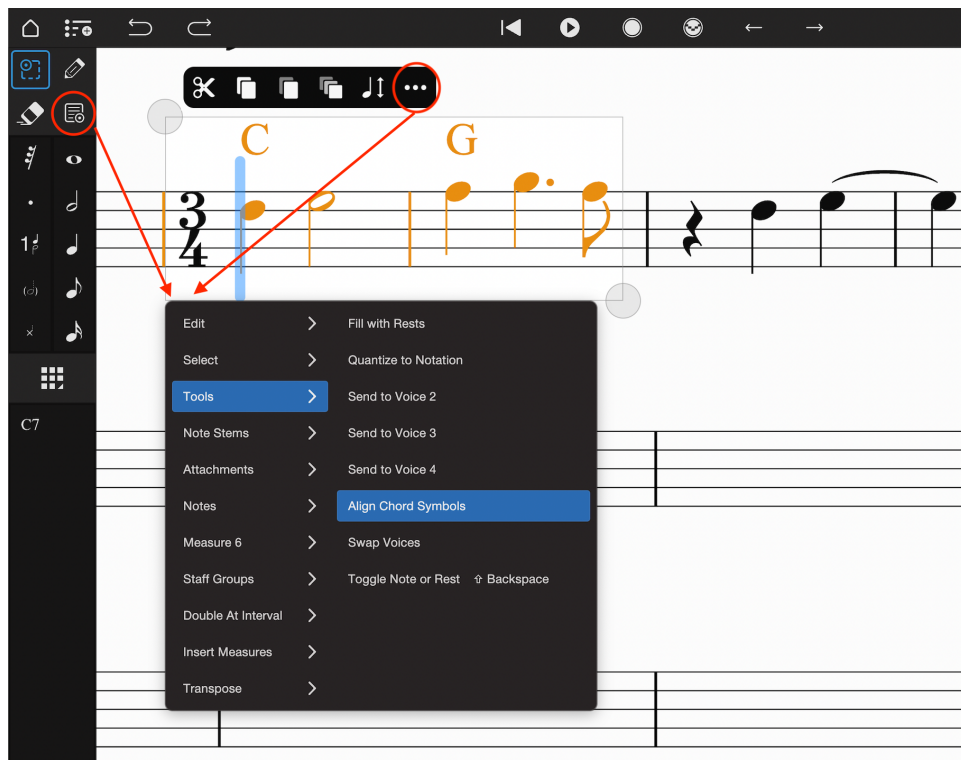 C G
3
4
1
C7
Edit Fill with Rests
Select Quantize to Notation
Tools Send to Voice 2
Note Stems Send to Voice 3
Attachments Send to Voice 4
Notes Align Chord Symbols
Measure 6 Swap Voices
Staff Groups Toggle Note or Rest ⇧ Backspace
Double At Interval
Insert Measures
Transpose